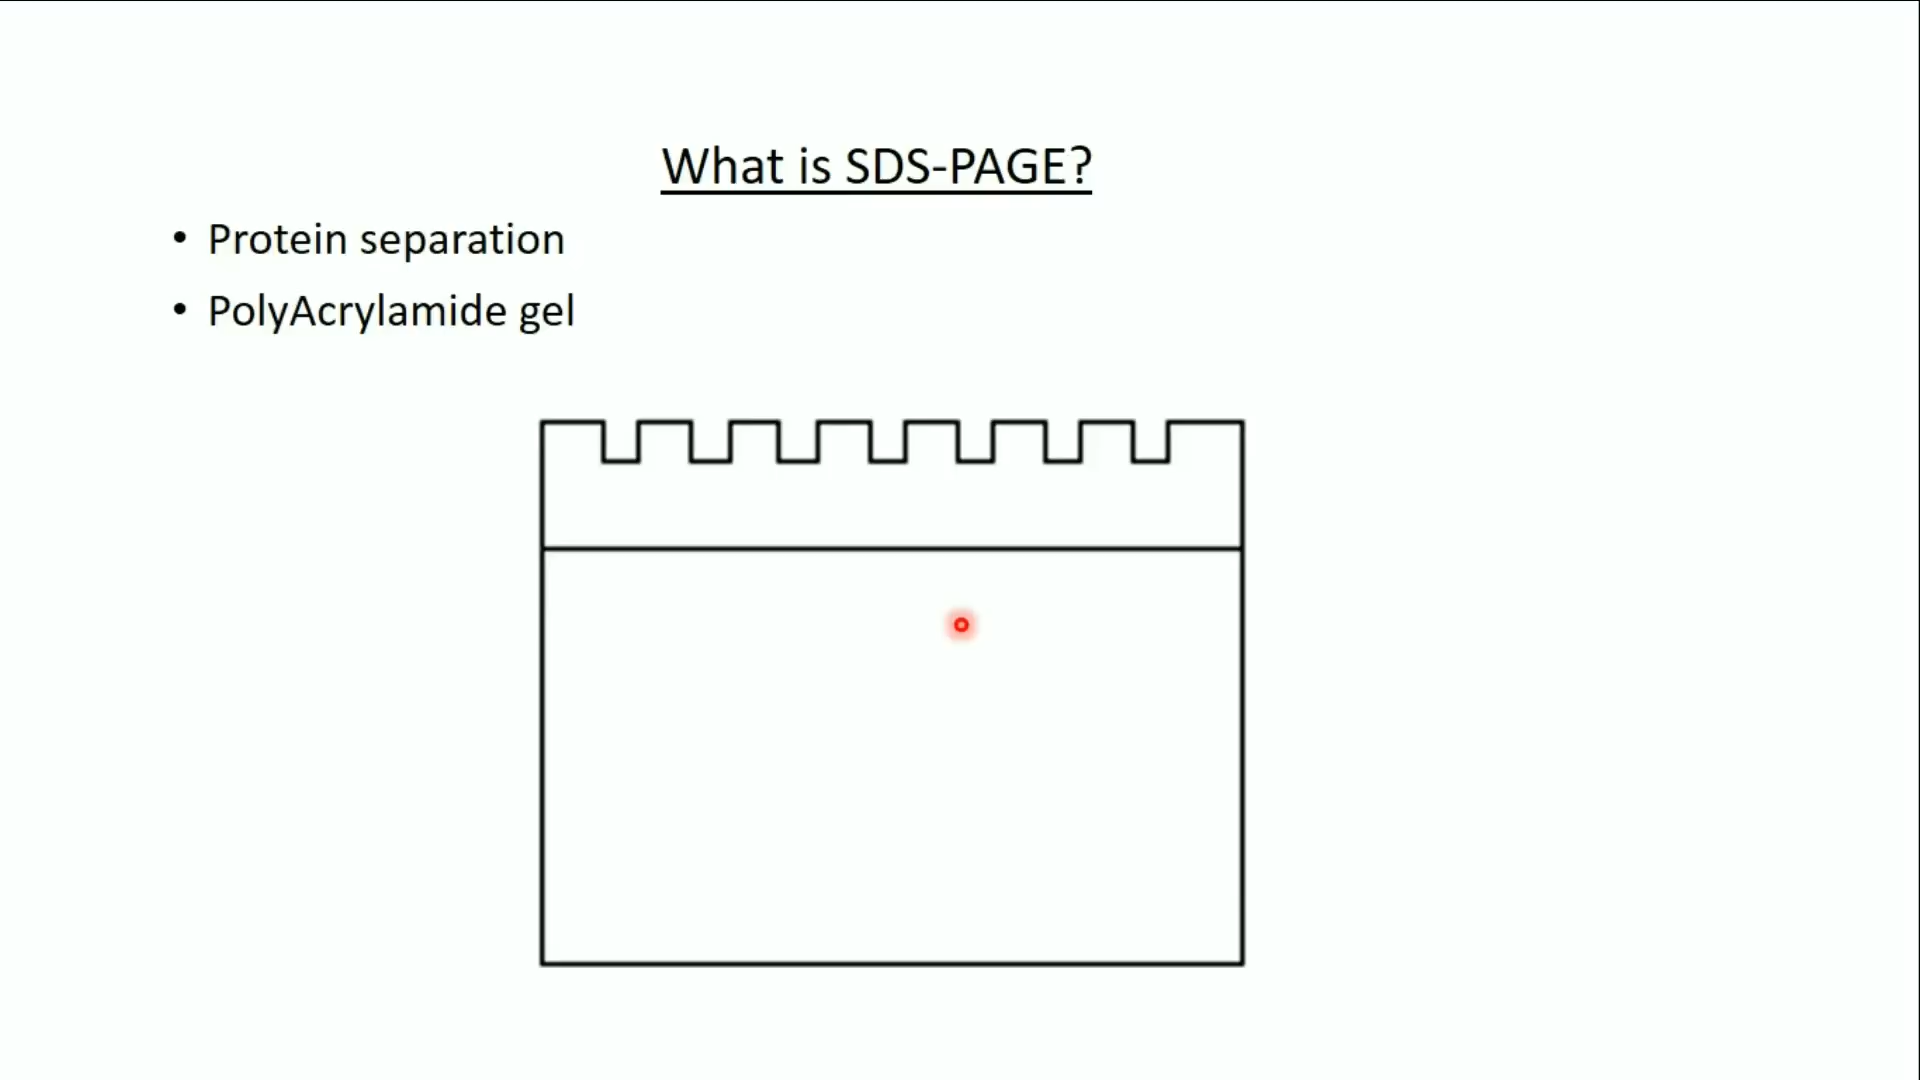 What is SDS-PAGE?
• Protein separation
• PolyAcrylamide gel